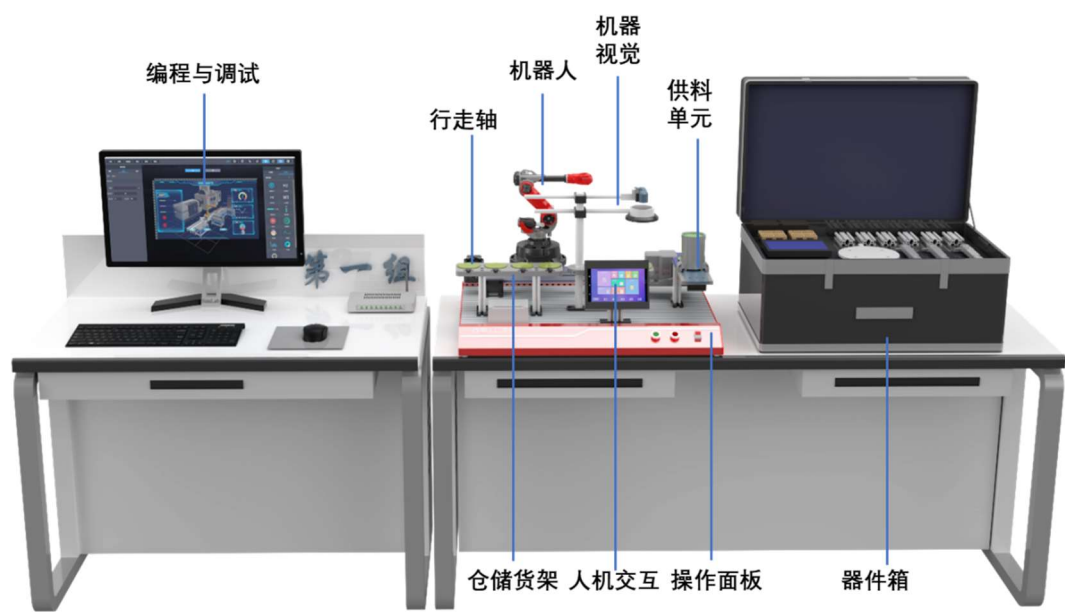 编程与调试
机器人
机器
视觉
行走轴
供料
单元
第一组
仓储货架
人机交互
操作面板
器件箱